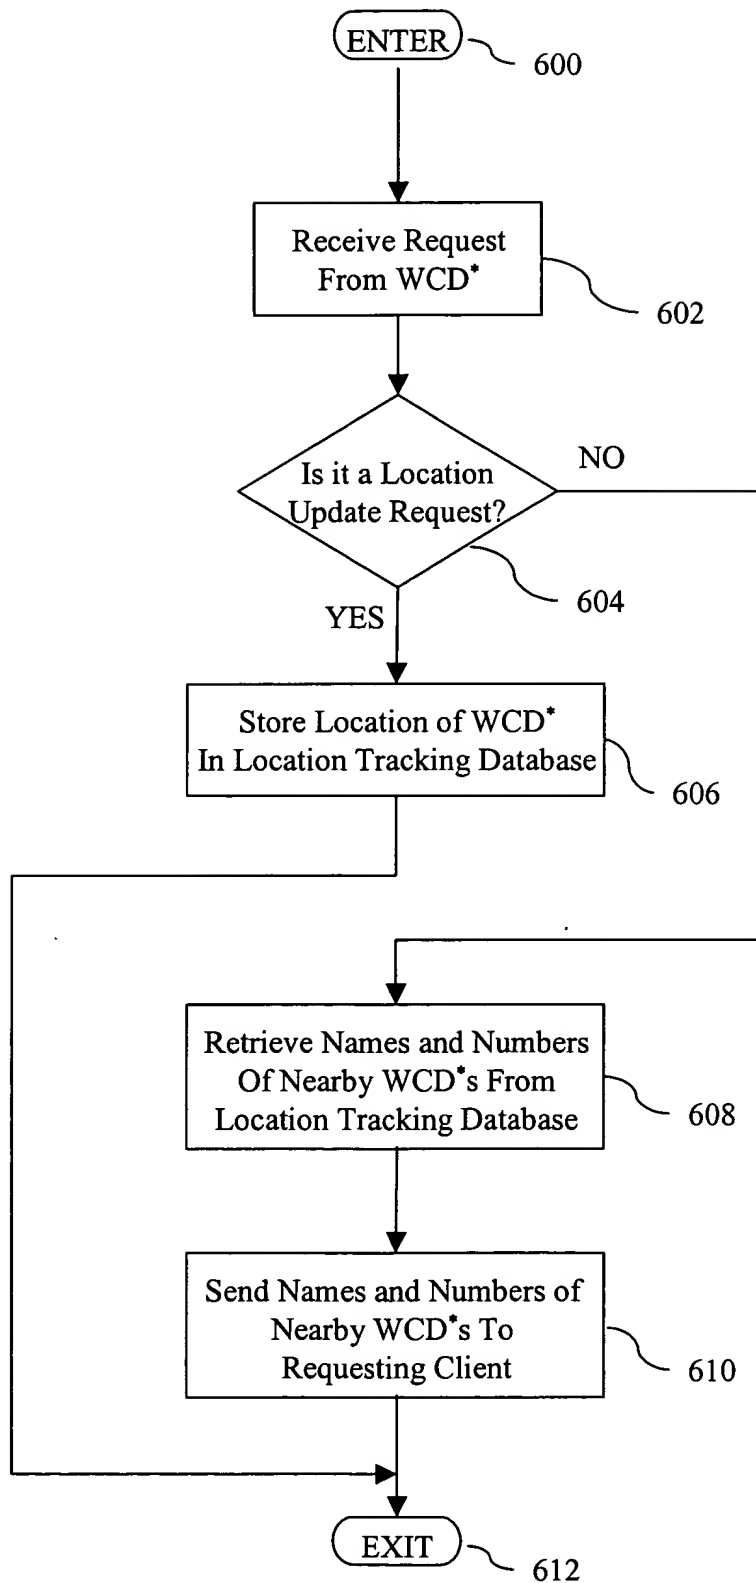 ENTER
600
Receive Request
From WCD*
602
Is it a Location
Update Request?
NO
604
YES
Store Location of WCD*
In Location Tracking Database
606
Retrieve Names and Numbers
Of Nearby WCD*s From
Location Tracking Database
608
Send Names and Numbers of
Nearby WCD*s To
Requesting Client
610
EXIT
612